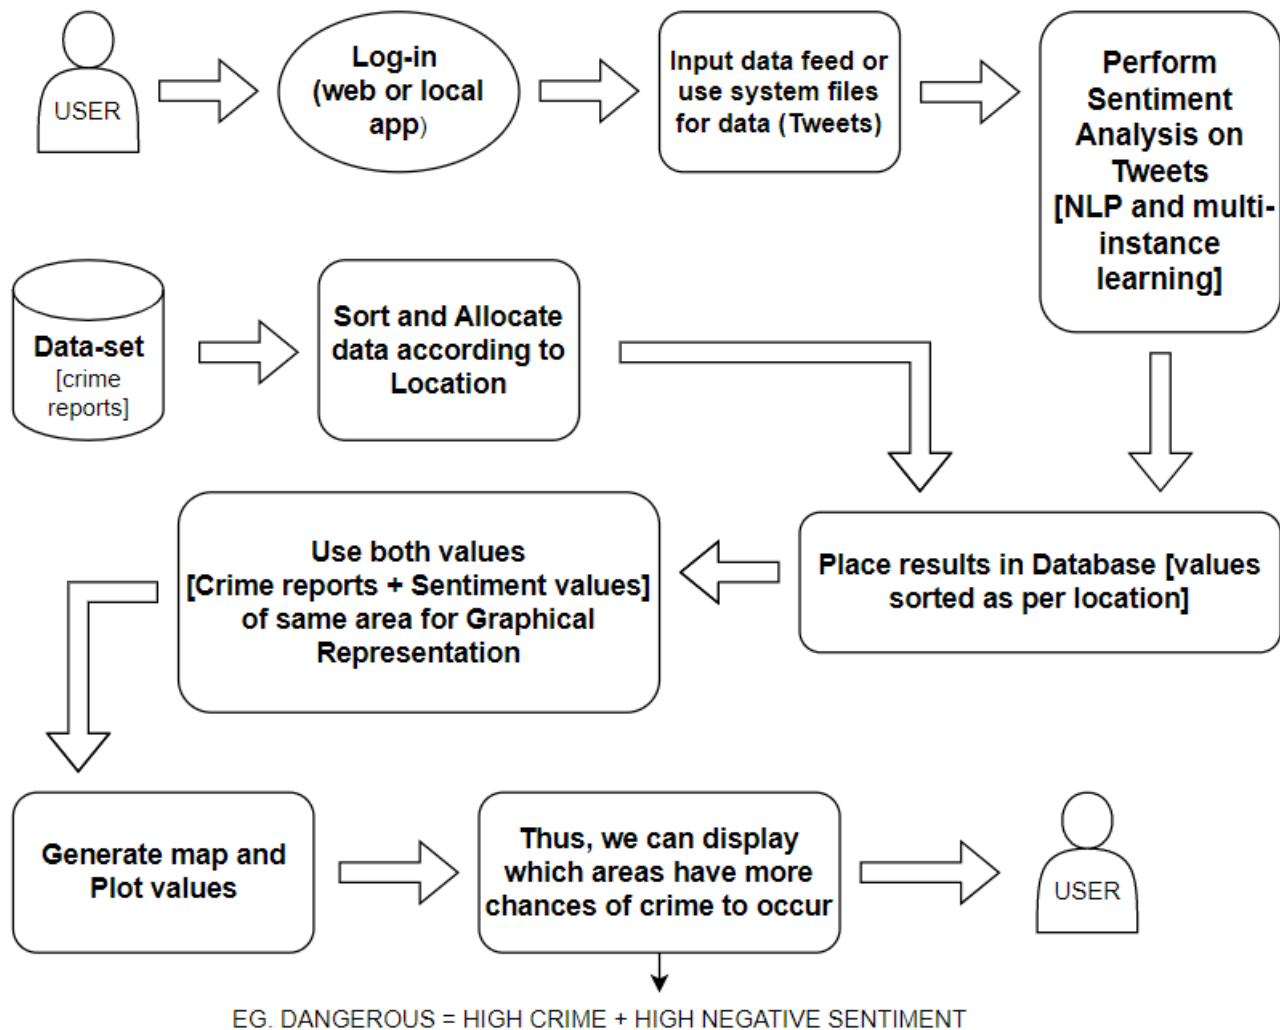 USER
Log-in
(web or local
app)
Input data feed or
use system files
for data (Tweets)
Perform
Sentiment
Analysis on
Tweets
[NLP and multi-
instance
learning]
Data-set
[crime
reports]
Sort and Allocate
data according to
Location
Use both values
[Crime reports + Sentiment values]
of same area for Graphical
Representation
Place results in Database [values
sorted as per location]
Generate map and
Plot values
Thus, we can display
which areas have more
chances of crime to occur
USER
EG. DANGEROUS = HIGH CRIME + HIGH NEGATIVE SENTIMENT